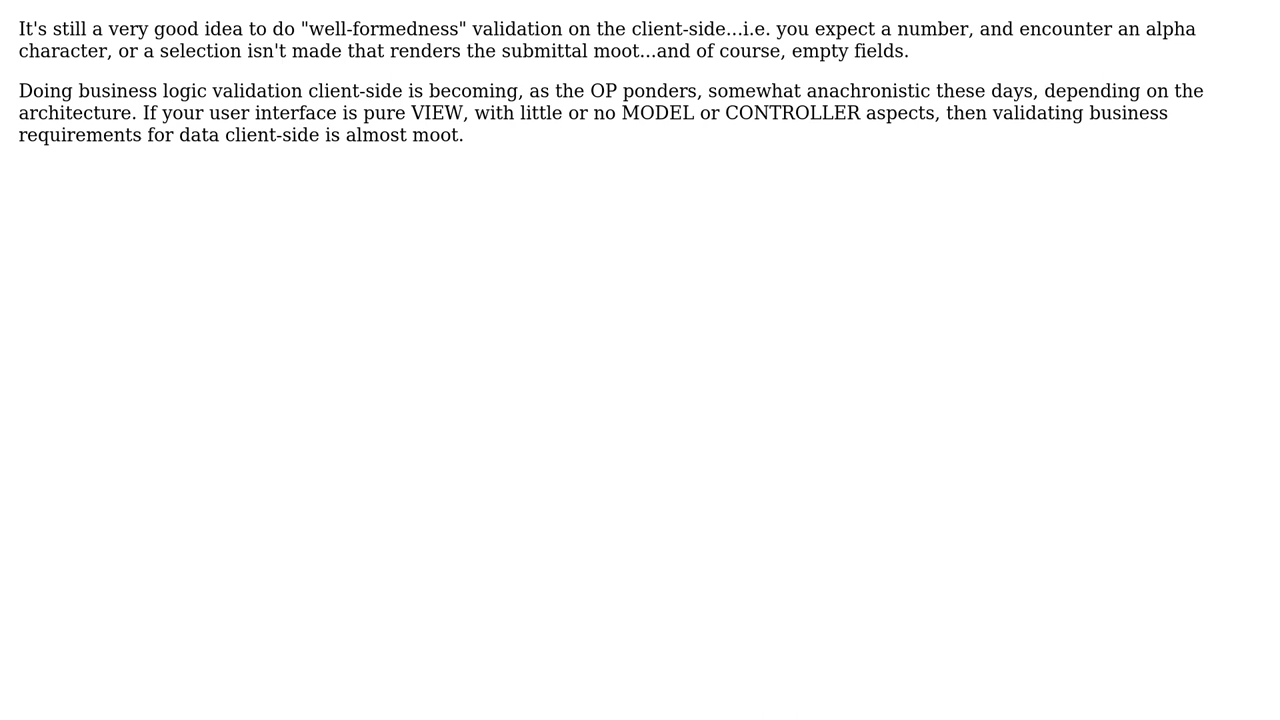 It's still a very good idea to do "well-formedness" validation on the client-side...i.e. you expect a number, and encounter an alpha
character, or a selection isn't made that renders the submittal moot...and of course, empty fields.
Doing business logic validation client-side is becoming, as the OP ponders, somewhat anachronistic these days, depending on the
architecture. If your user interface is pure VIEW, with little or no MODEL or CONTROLLER aspects, then validating business
requirements for data client-side is almost moot.